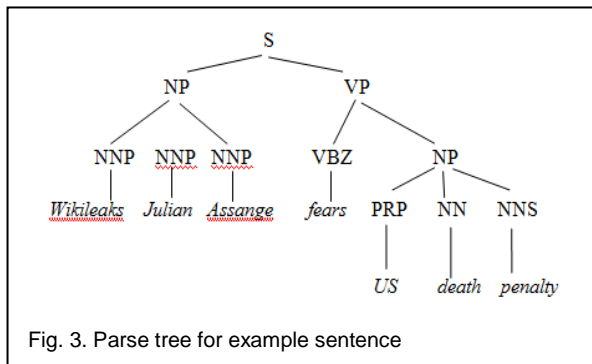 S
NP VP
NNP NNP NNP VBZ NP
Wikileaks Julian Assange fears PRP NN NNS
US death penalty
Fig. 3. Parse tree for example sentence